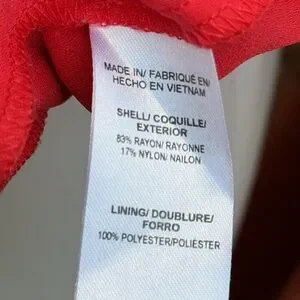 MADE IN/ FABRIQUÉ EN/
HECHO EN VIETNAM
SHELL/ COQUILLE/
EXTERIOR
83% RAYON/ RAYONNE
17% NYLON/ NAILON
LINING/ DOUBLURE/
FORRO
100% POLYESTER/POLIÉSTER